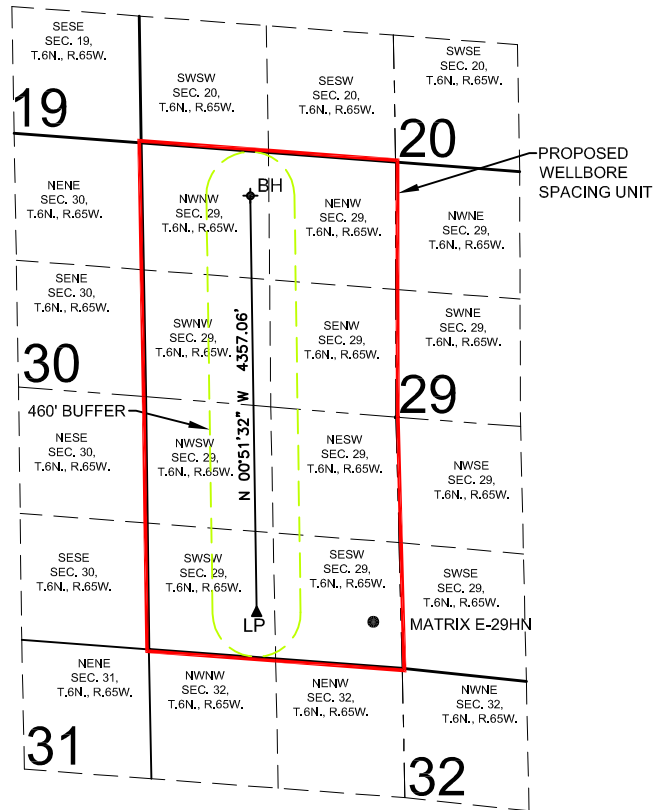 SESE
SEC. 19,
T.6N., R.65W.
SWSW
SEC. 20,
T.6N., R.65W.
SESW
SEC. 20,
T.6N., R.65W.
SWSE
SEC. 20,
T.6N., R.65W.
19
20
PROPOSED
WELLBORE
SPACING UNIT
NENE
SEC. 30,
T.6N., R.65W.
NWNW
SEC. 29,
T.6N., R.65W.
BH
NENW
SEC. 29,
T.6N., R.65W.
NWNE
SEC. 29,
T.6N., R.65W.
SENE
SEC. 30,
T.6N., R.65W.
SWNW
SEC. 29,
T.6N., R.65W.
SENW
SEC. 29,
T.6N., R.65W.
SWNE
SEC. 29,
T.6N., R.65W.
30
29
N 00°51'32" W 4357.06'
460' BUFFER
NESE
SEC. 30,
T.6N., R.65W.
NWSW
SEC. 29,
T.6N., R.65W.
NESW
SEC. 29,
T.6N., R.65W.
NWSE
SEC. 29,
T.6N., R.65W.
SESE
SEC. 30,
T.6N., R.65W.
SWSW
SEC. 29,
T.6N., R.65W.
SESW
SEC. 29,
T.6N., R.65W.
SWSE
SEC. 29,
T.6N., R.65W.
LP
MATRIX E-29HN
NENE
SEC. 31,
T.6N., R.65W.
NWNW
SEC. 32,
T.6N., R.65W.
NENW
SEC. 32,
T.6N., R.65W.
NWNE
SEC. 32,
T.6N., R.65W.
31
32